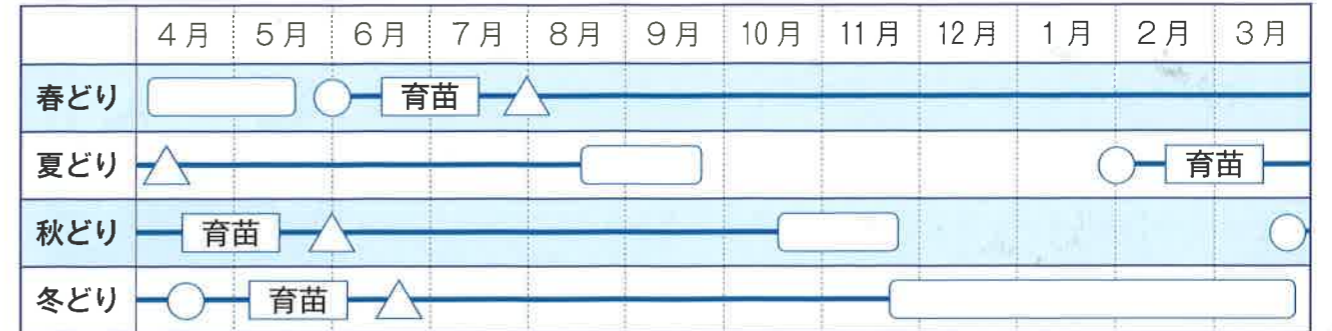 4月 5月 6月 7月 8月 9月 10月 11月 12月 1月 2月 3月
春どり 育苗
夏どり 育苗
秋どり 育苗
冬どり 育苗